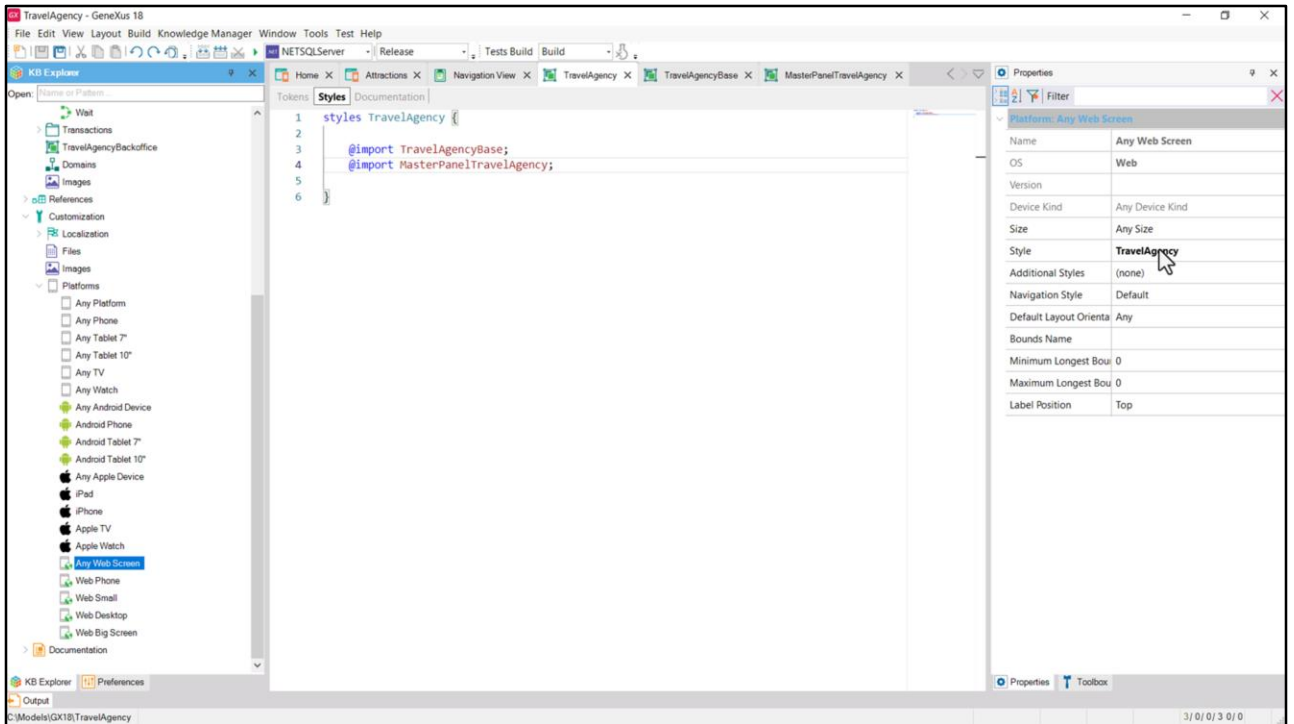 TravelAgency - GeneXus 18
File Edit View Layout Build Knowledge Manager Window Tools Test Help
NETSQLServer Release Tests Build Build
KB Explorer
Open: Name or Pattern...
Wait
Transactions
TravelAgencyBackoffice
Domains
Images
References
Customization
Localization
Files
Images
Platforms
Any Platform
Any Phone
Any Tablet 7"
Any Tablet 10"
Any TV
Any Watch
Any Android Device
Android Phone
Android Tablet 7"
Android Tablet 10"
Any Apple Device
iPad
iPhone
Apple TV
Apple Watch
Any Web Screen
Web Phone
Web Small
Web Desktop
Web Big Screen
Documentation
KB Explorer Preferences
Home Attractions Navigation View TravelAgency TravelAgencyBase MasterPanelTravelAgency
Tokens Styles Documentation
1 styles TravelAgency {
2
3 @import TravelAgencyBase;
4 @import MasterPanelTravelAgency;
5
6 }
Properties
Filter
Platform: Any Web Screen
Name Any Web Screen
OS Web
Version
Device Kind Any Device Kind
Size Any Size
Style TravelAgency
Additional Styles (none)
Navigation Style Default
Default Layout Orienta Any
Bounds Name
Minimum Longest Bou 0
Maximum Longest Bou 0
Label Position Top
Properties Toolbox
Output
C:\Models\GX18\TravelAgency 3/ 0/ 0/ 3 0/ 0